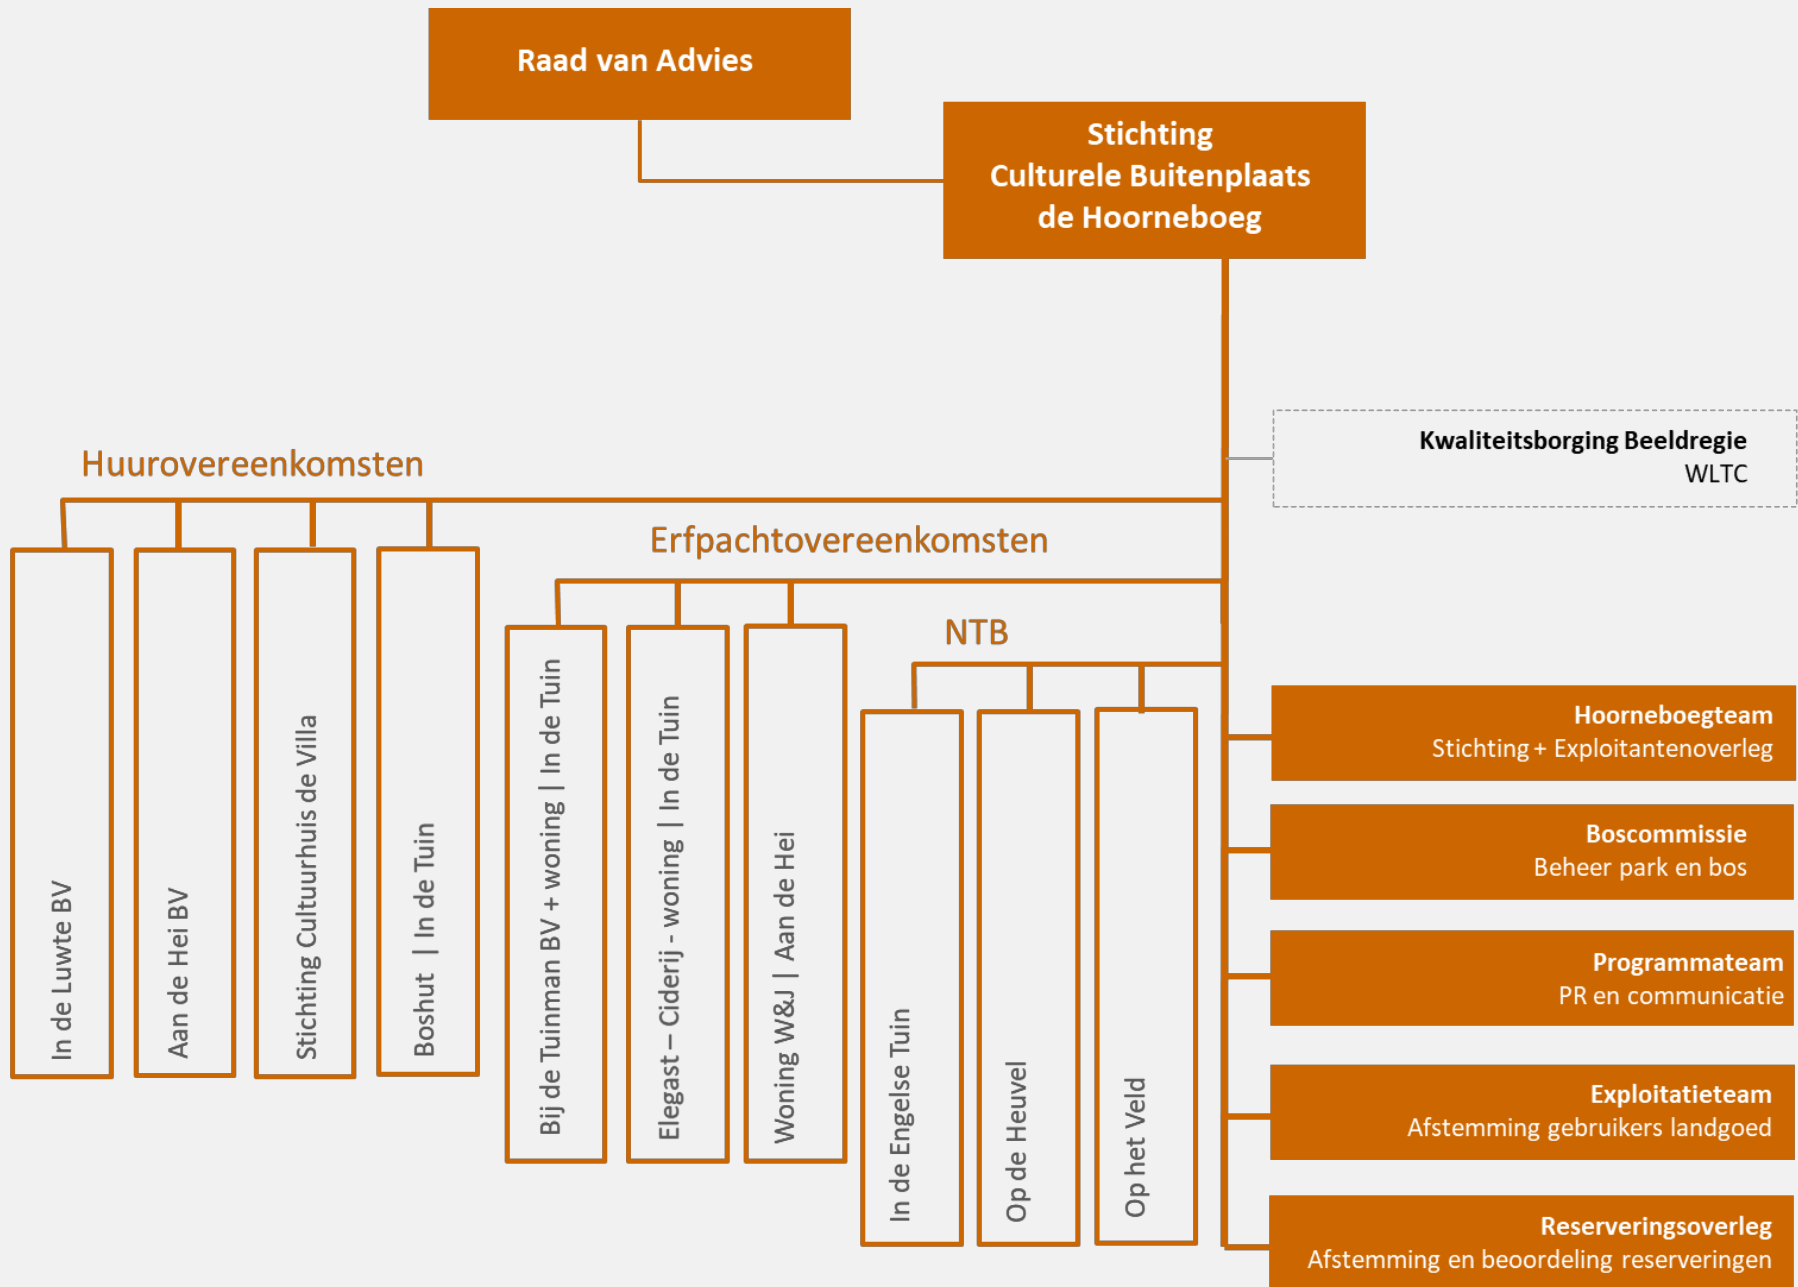 Raad van Advies
Stichting
Culturele Buitenplaats
de Hoorneboeg
Kwaliteitsborging Beeldregie
WLTC
Huurovereenkomsten
In de Luwte BV
Aan de Hei BV
Stichting Cultuurhuis de Villa
Boshut | In de Tuin
Erfpachtovereenkomsten
Bij de Tuinman BV + woning | In de Tuin
Elegast – Ciderij - woning | In de Tuin
Woning W&J | Aan de Hei
NTB
In de Engelse Tuin
Op de Heuvel
Op het Veld
Hoorneboegteam
Stichting + Exploitantenoverleg
Boscommissie
Beheer park en bos
Programmateam
PR en communicatie
Exploitatieteam
Afstemming gebruikers landgoed
Reserveringsoverleg
Afstemming en beoordeling reserveringen